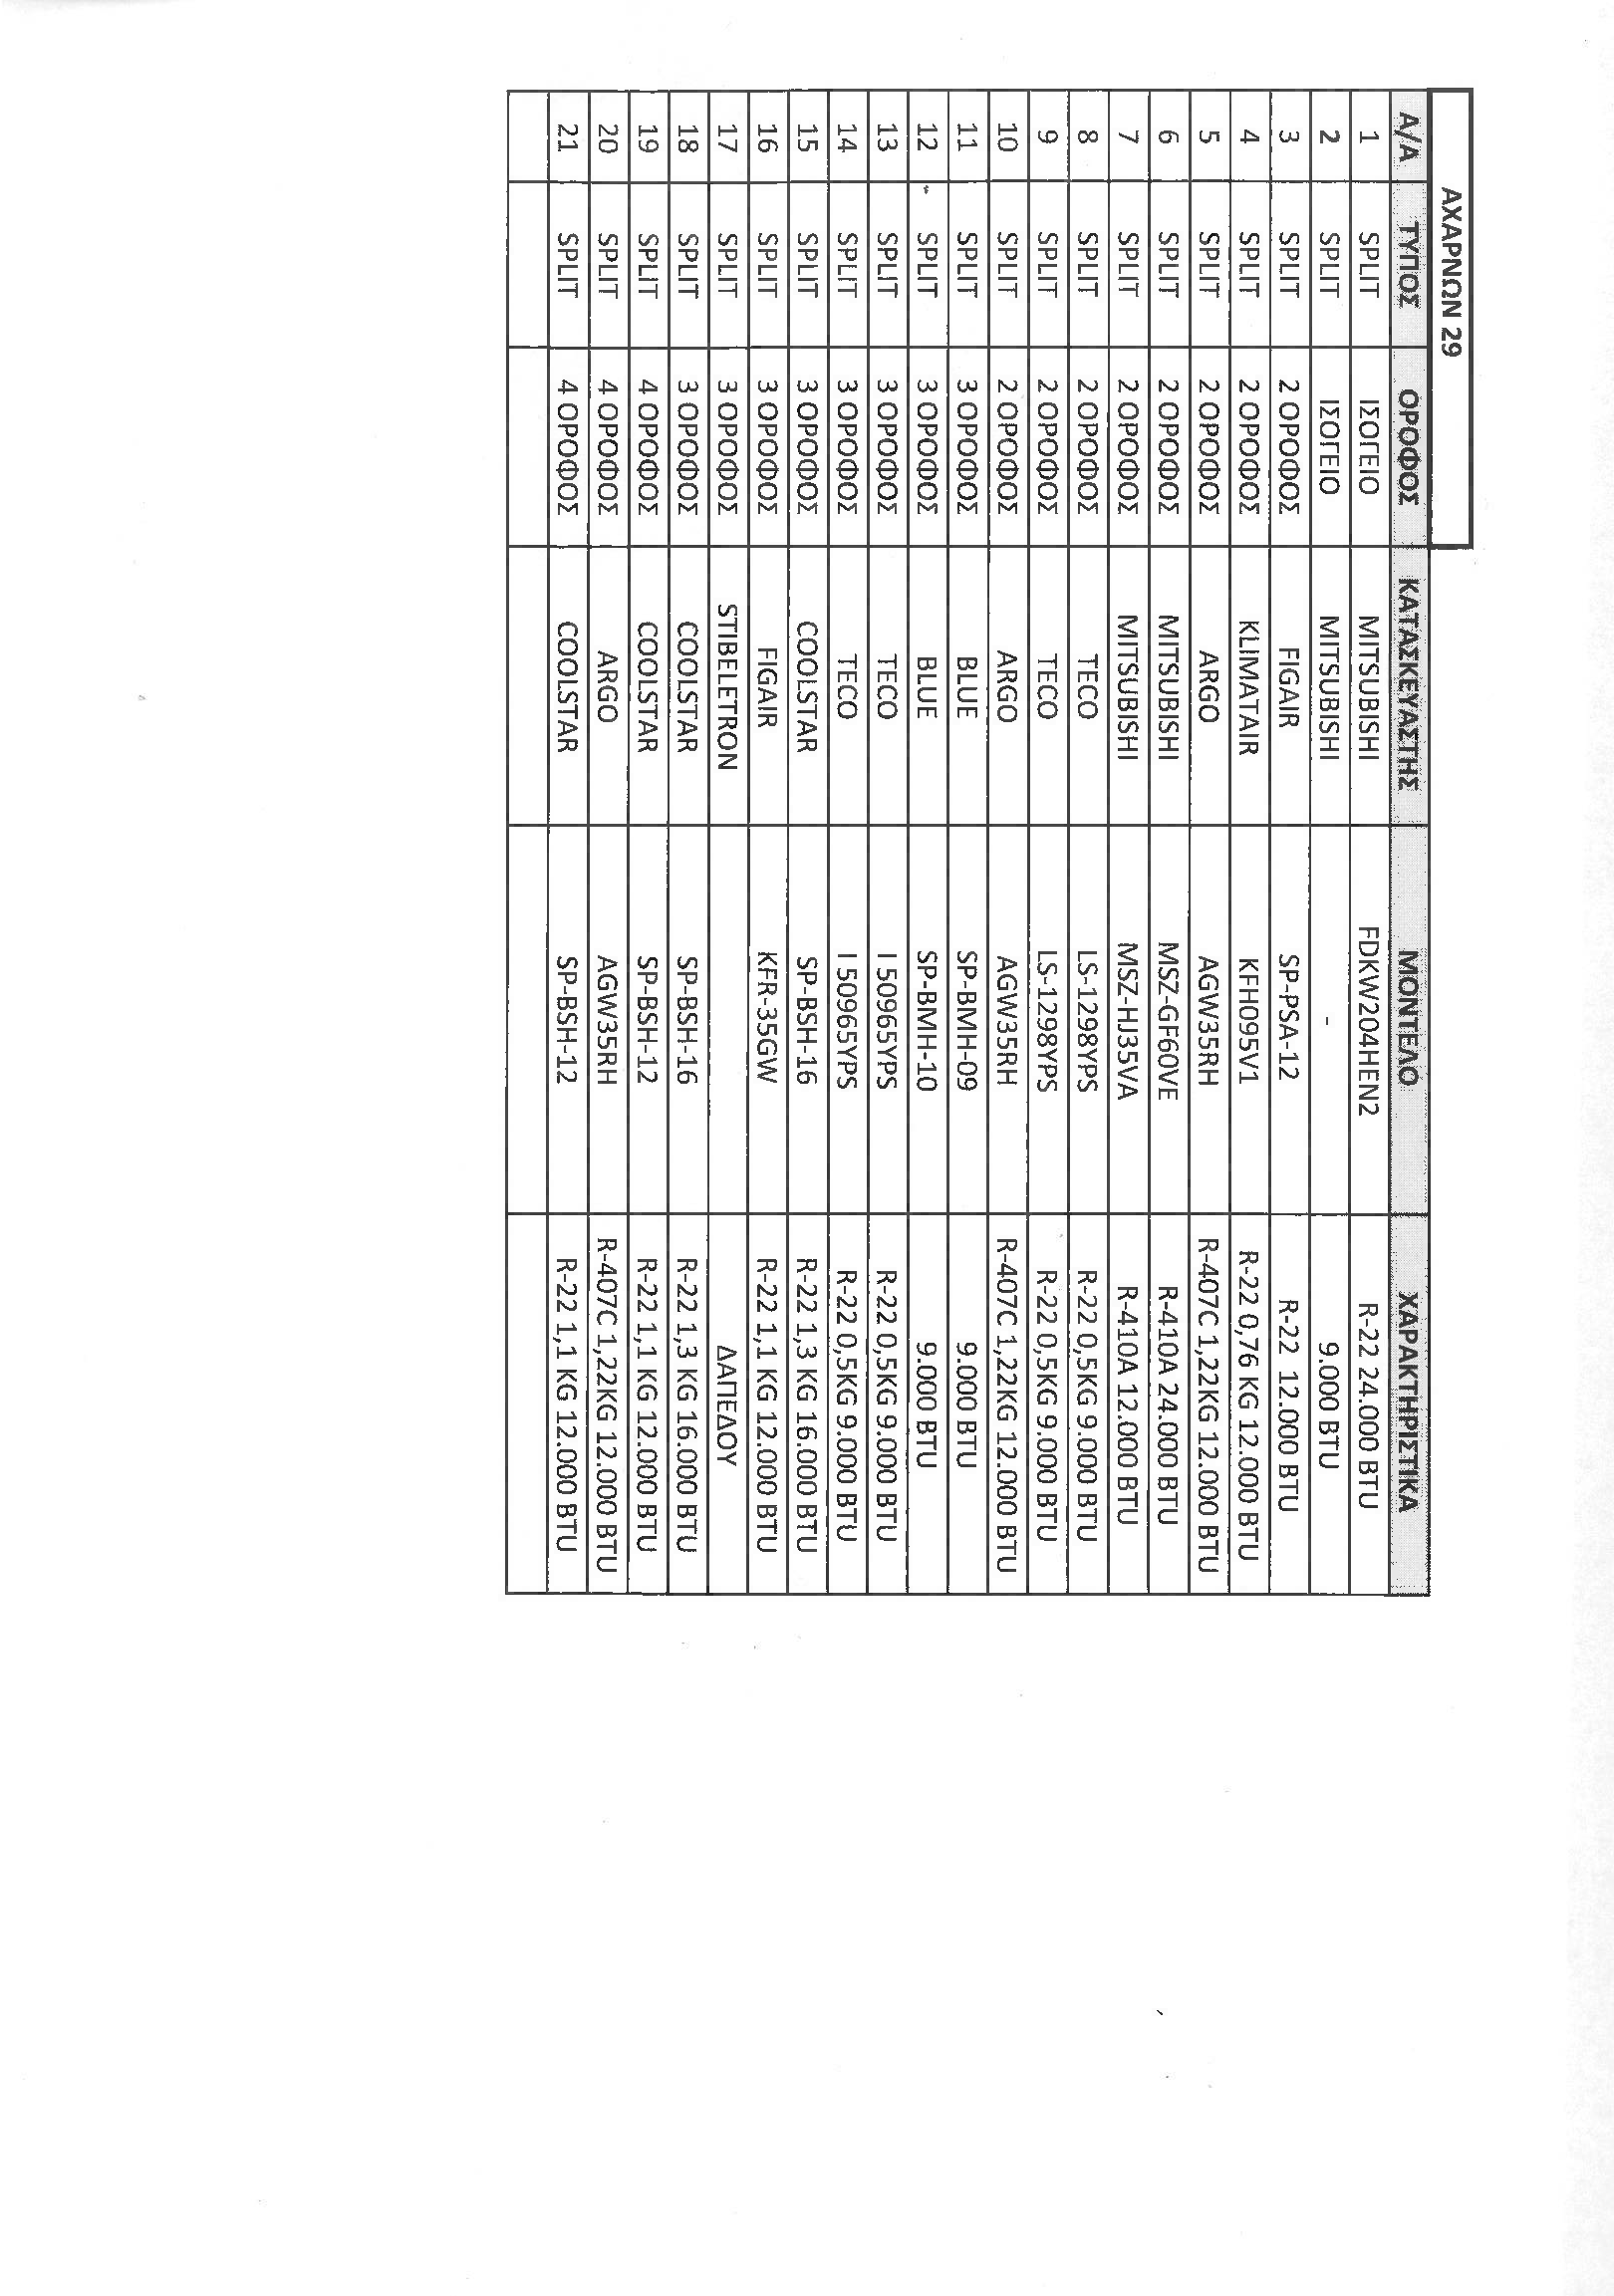 ΑΧΑΡΝΩΝ 29
Α/Α ΤΥΠΟΣ ΟΡΟΦΟΣ ΚΑΤΑΣΚΕΥΑΣΤΗΣ ΜΟΝΤΕΛΟ ΧΑΡΑΚΤΗΡΙΣΤΙΚΑ
1 SPLIT ΙΣΟΓΕΙΟ MITSUBISHI FDKW204HEN2 R-22 24.000 BTU
2 SPLIT ΙΣΟΓΕΙΟ MITSUBISHI - 9.000 BTU
3 SPLIT 2 ΟΡΟΦΟΣ FIGAIR SP-PSA-12 R-22 12.000 BTU
4 SPLIT 2 ΟΡΟΦΟΣ KLIMATAIR KFH095V1 R-22 0,76 KG 12.000 BTU
5 SPLIT 2 ΟΡΟΦΟΣ ARGO AGW35RH R-407C 1,22KG 12.000 BTU
6 SPLIT 2 ΟΡΟΦΟΣ MITSUBISHI MSZ-GF60VE R-410A 24.000 BTU
7 SPLIT 2 ΟΡΟΦΟΣ MITSUBISHI MSZ-HJ35VA R-410A 12.000 BTU
8 SPLIT 2 ΟΡΟΦΟΣ TECO LS-1298YPS R-22 0,5KG 9.000 BTU
9 SPLIT 2 ΟΡΟΦΟΣ TECO LS-1298YPS R-22 0,5KG 9.000 BTU
10 SPLIT 2 ΟΡΟΦΟΣ ARGO AGW35RH R-407C 1,22KG 12.000 BTU
11 SPLIT 3 ΟΡΟΦΟΣ BLUE SP-BMH-09 9.000 BTU
12 SPLIT 3 ΟΡΟΦΟΣ BLUE SP-BMH-10 9.000 BTU
13 SPLIT 3 ΟΡΟΦΟΣ TECO I 50965YPS R-22 0,5KG 9.000 BTU
14 SPLIT 3 ΟΡΟΦΟΣ TECO I 50965YPS R-22 0,5KG 9.000 BTU
15 SPLIT 3 ΟΡΟΦΟΣ COOLSTAR SP-BSH-16 R-22 1,3 KG 16.000 BTU
16 SPLIT 3 ΟΡΟΦΟΣ FIGAIR KFR-35GW R-22 1,1 KG 12.000 BTU
17 SPLIT 3 ΟΡΟΦΟΣ STIBELETRON ΔΑΠΕΔΟΥ
18 SPLIT 3 ΟΡΟΦΟΣ COOLSTAR SP-BSH-16 R-22 1,3 KG 16.000 BTU
19 SPLIT 4 ΟΡΟΦΟΣ COOLSTAR SP-BSH-12 R-22 1,1 KG 12.000 BTU
20 SPLIT 4 ΟΡΟΦΟΣ ARGO AGW35RH R-407C 1,22KG 12.000 BTU
21 SPLIT 4 ΟΡΟΦΟΣ COOLSTAR SP-BSH-12 R-22 1,1 KG 12.000 BTU